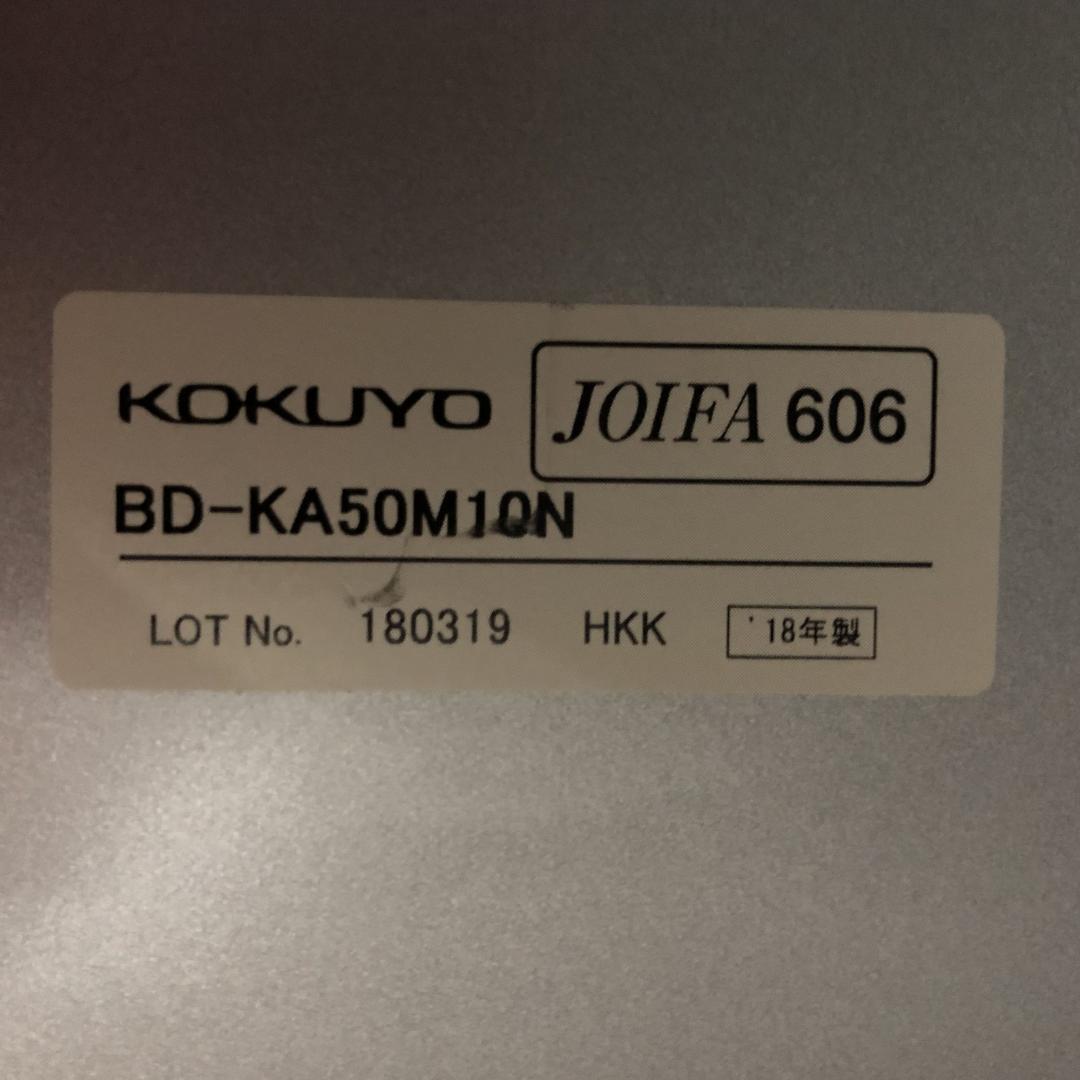 KOKUYO
JOIFA 606
BD-KA50M10N
LOT No. 180319 HKK '18年製